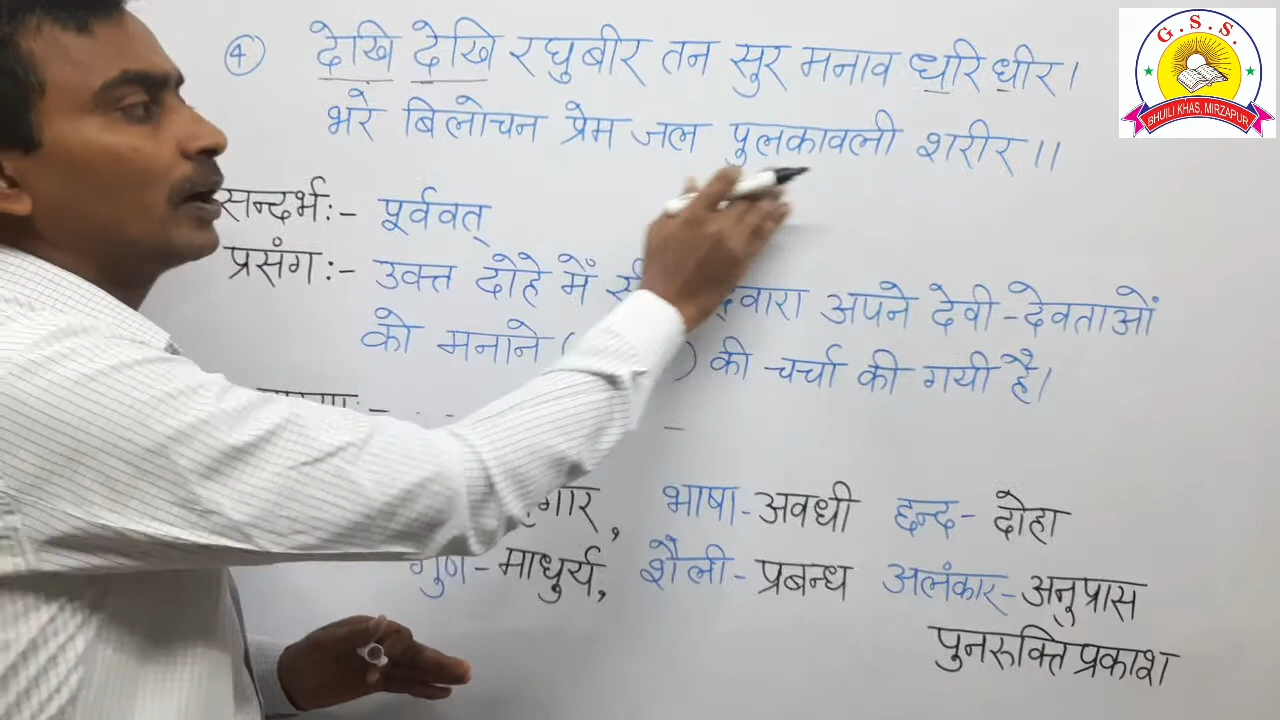 G. S. S.
BHUILI KHAS, MIRZAPUR
④ देखि देखि रघुबीर तन सुर मनाव धरि धीर।
भरे बिलोचन प्रेम जल पुलकावली शरीर।।
सन्दर्भः- पूर्ववत्
प्रसंगः- उक्त दोहे में द्वारा अपने देवी-देवताओं
को मनाने ( ) की चर्चा की गयी है।
भाषा-अवधी छन्द- दोहा
गुण-माधुर्य, शैली-प्रबन्ध अलंकार-अनुप्रास
पुनरुक्तिप्रकाश